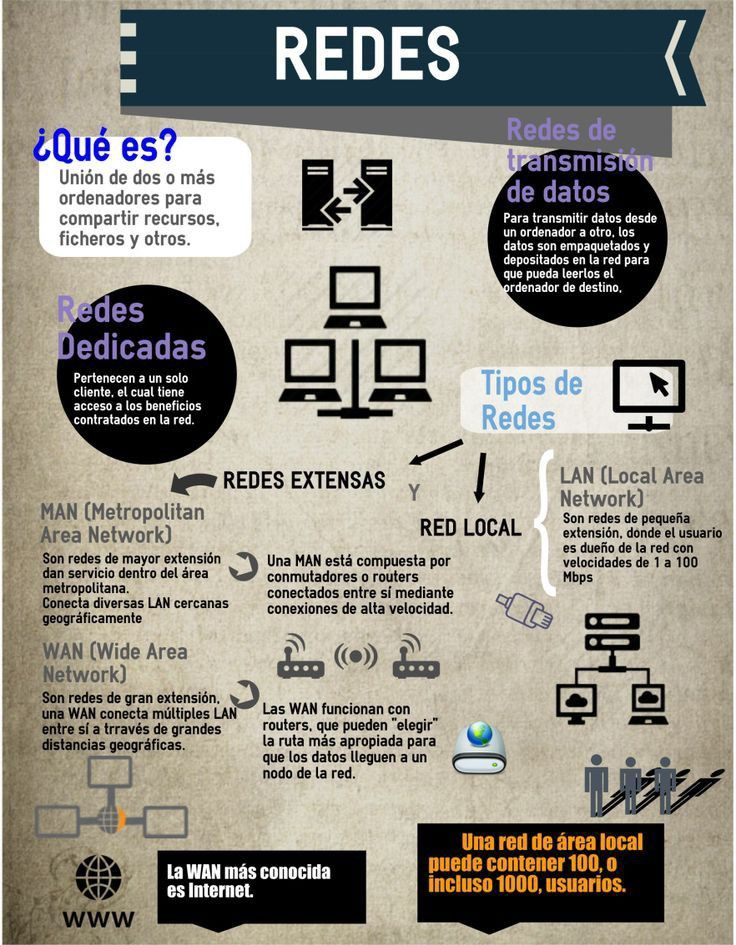 REDES
¿Qué es?
Unión de dos o más
ordenadores para
compartir recursos,
ficheros y otros.
Redes de
transmisión
de datos
Para transmitir datos desde
un ordenador a otro, los
datos son empaquetados y
depositados en la red para
que pueda leerlos el
ordenador de destino,
Redes
Dedicadas
Pertenecen a un solo
cliente, el cual tiene
acceso a los beneficios
contratados en la red.
Tipos de
Redes
REDES EXTENSAS
Y
RED LOCAL
LAN (Local Area
Network)
Son redes de pequeña
extensión, donde el usuario
es dueño de la red con
velocidades de 1 a 100
Mbps
MAN (Metropolitan
Area Network)
Son redes de mayor extensión
dan servicio dentro del área
metropolitana.
Conecta diversas LAN cercanas
geográficamente
Una MAN está compuesta por
conmutadores o routers
conectados entre sí mediante
conexiones de alta velocidad.
WAN (Wide Area
Network)
Son redes de gran extensión,
una WAN conecta múltiples LAN
entre sí a través de grandes
distancias geográficas.
Las WAN funcionan con
routers, que pueden "elegir"
la ruta más apropiada para
que los datos lleguen a un
nodo de la red.
WWW
La WAN más conocida
es Internet.
Una red de área local
puede contener 100, o
incluso 1000, usuarios.